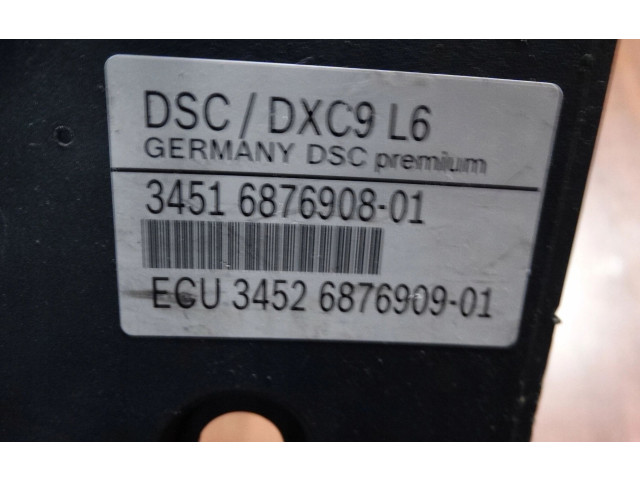 DSC / DXC9 L6
GERMANY DSC premium
3451 6876908-01
ECU 3452 6876909-01